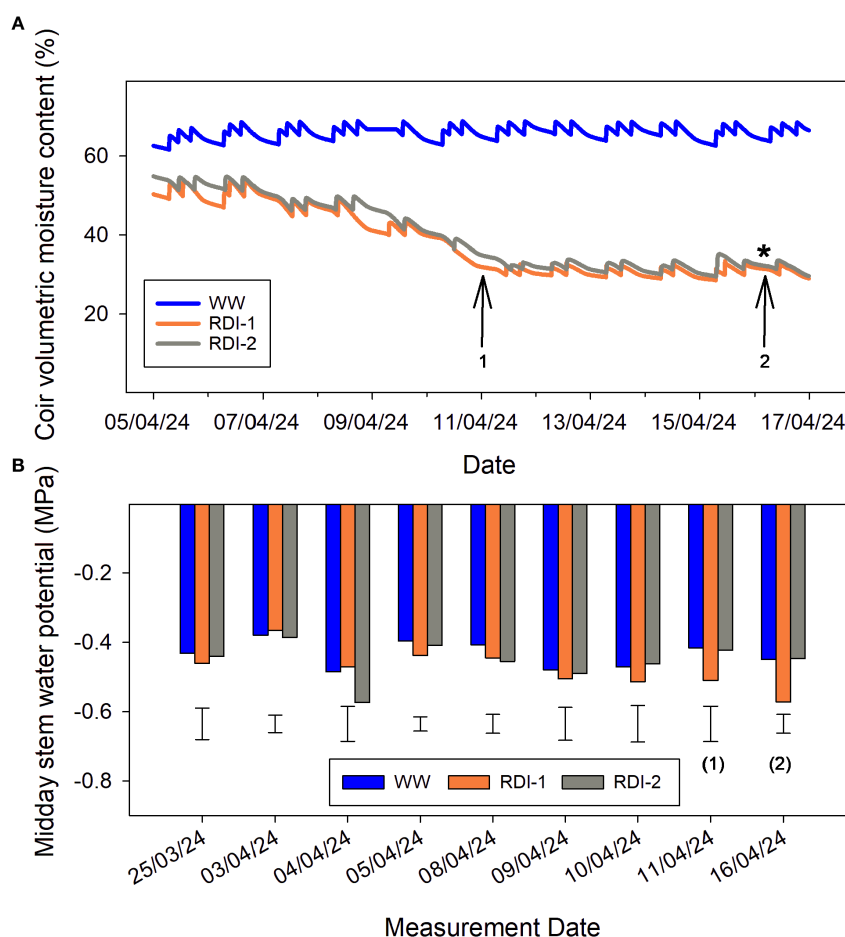 A
Coir volumetric moisture content (%)
60
40
20
*
WW
RDI-1
RDI-2
1
2
05/04/24 07/04/24 09/04/24 11/04/24 13/04/24 15/04/24 17/04/24
Date
B
Midday stem water potential (MPa)
-0.2
-0.4
-0.6
-0.8
(1) (2)
WW RDI-1 RDI-2
25/03/24 03/04/24 04/04/24 05/04/24 08/04/24 09/04/24 10/04/24 11/04/24 16/04/24
Measurement Date